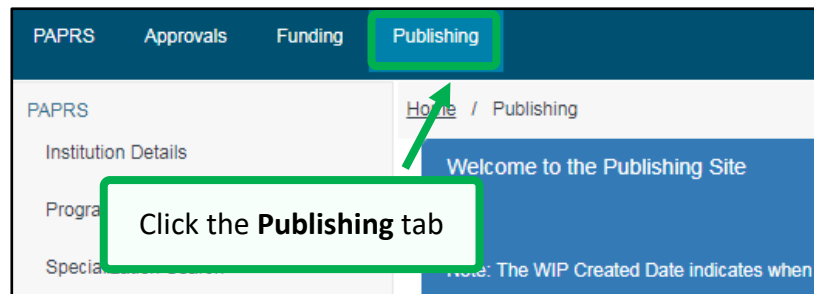 PAPRS Approvals Funding Publishing
PAPRS
Home / Publishing
Institution Details
Welcome to the Publishing Site
Click the Publishing tab
: The WIP Created Date indicates when